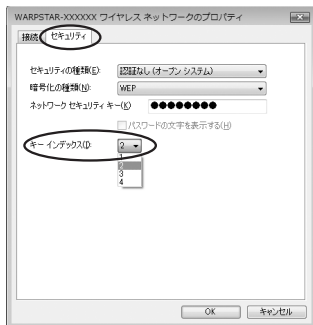 WARPSTAR-XXXXXX ワイヤレス ネットワークのプロパティ
接続 セキュリティ
セキュリティの種類(E): 認証なし (オープン システム)
暗号化の種類(N): WEP
ネットワーク セキュリティ キー(K) ●●●●●●●●
パスワードの文字を表示する(H)
キー インデックス(I): 2
1
2
3
4
OK キャンセル